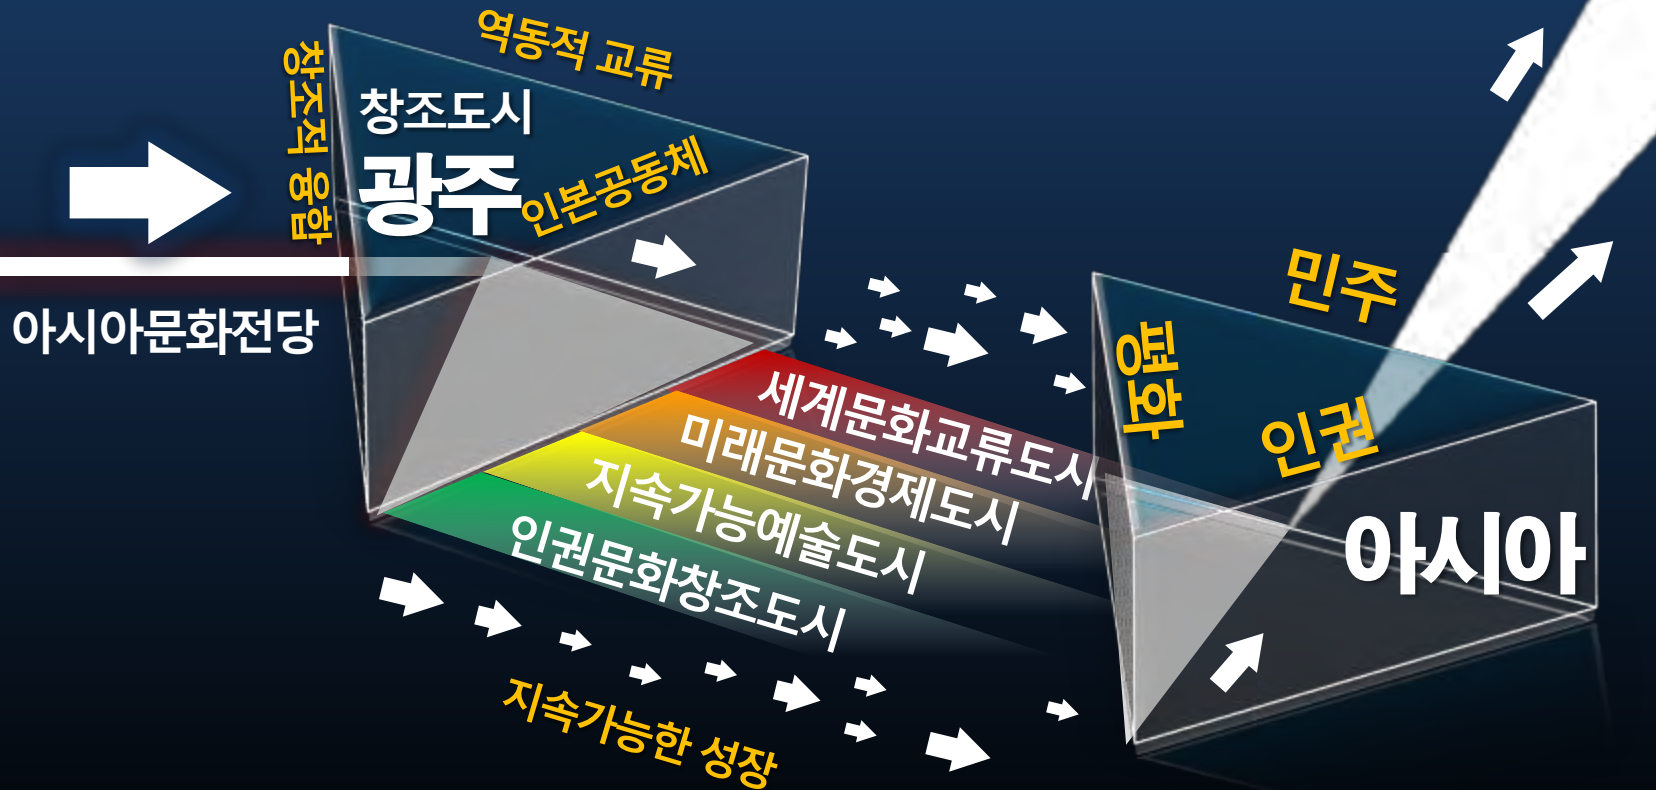 역동적 교류
창조적 융합
창조도시
광주
인본공동체
아시아문화전당
세계문화교류도시
미래문화경제도시
지속가능예술도시
인권문화창조도시
지속가능한 성장
민주
평화
인권
아시아